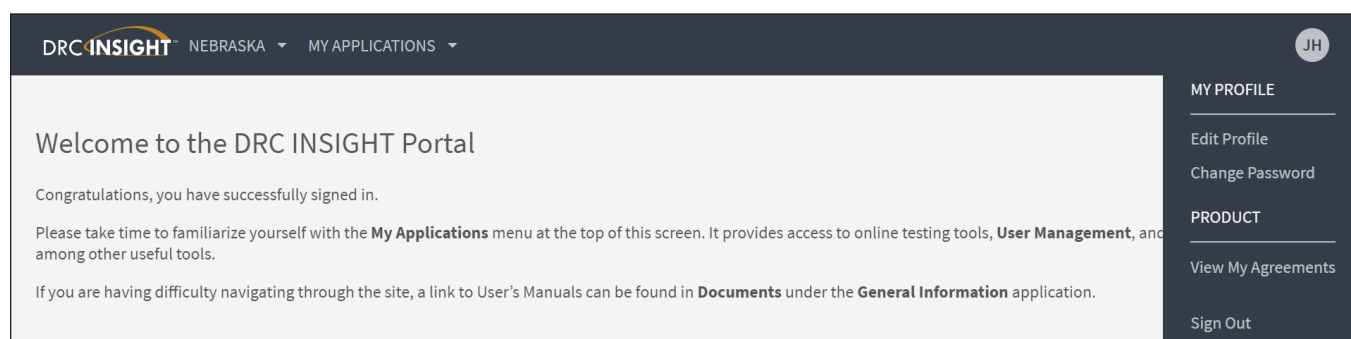 DRC INSIGHT™ NEBRASKA MY APPLICATIONS JH
Welcome to the DRC INSIGHT Portal
Congratulations, you have successfully signed in.
Please take time to familiarize yourself with the My Applications menu at the top of this screen. It provides access to online testing tools, User Management, and
among other useful tools.
If you are having difficulty navigating through the site, a link to User's Manuals can be found in Documents under the General Information application.
MY PROFILE
Edit Profile
Change Password
PRODUCT
View My Agreements
Sign Out